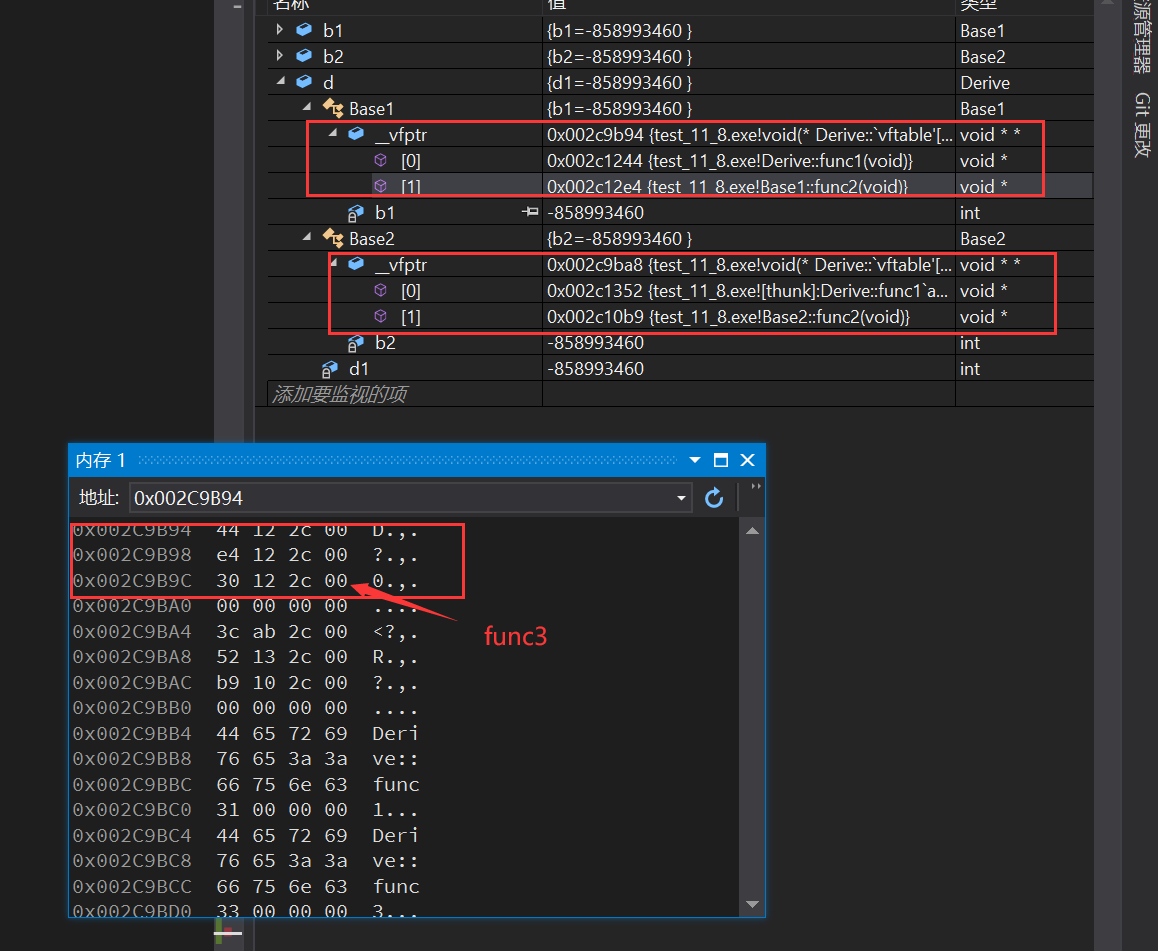 名称 值 类型
b1 {b1=-858993460 } Base1
b2 {b2=-858993460 } Base2
d {d1=-858993460 } Derive
Base1 {b1=-858993460 } Base1
__vfptr 0x002c9b94 {test_11_8.exe!void(* Derive::`vftable'[... void * *
[0] 0x002c1244 {test_11_8.exe!Derive::func1(void)} void *
[1] 0x002c12e4 {test_11_8.exe!Base1::func2(void)} void *
b1 -858993460 int
Base2 {b2=-858993460 } Base2
__vfptr 0x002c9ba8 {test_11_8.exe!void(* Derive::`vftable'[... void * *
[0] 0x002c1352 {test_11_8.exe![thunk]:Derive::func1`a... void *
[1] 0x002c10b9 {test_11_8.exe!Base2::func2(void)} void *
b2 -858993460 int
d1 -858993460 int
添加要监视的项
源管理器
Git 更改
内存 1
地址: 0x002C9B94
0x002C9B94 44 12 2c 00 D.,.
0x002C9B98 e4 12 2c 00 ?.,.
0x002C9B9C 30 12 2c 00 0.,.
0x002C9BA0 00 00 00 00 ....
0x002C9BA4 3c ab 2c 00 <?,.
0x002C9BA8 52 13 2c 00 R.,.
0x002C9BAC b9 10 2c 00 ?.,.
0x002C9BB0 00 00 00 00 ....
0x002C9BB4 44 65 72 69 Deri
0x002C9BB8 76 65 3a 3a ve::
0x002C9BBC 66 75 6e 63 func
0x002C9BC0 31 00 00 00 1...
0x002C9BC4 44 65 72 69 Deri
0x002C9BC8 76 65 3a 3a ve::
0x002C9BCC 66 75 6e 63 func
0x002C9BD0 33 00 00 00 3...
func3